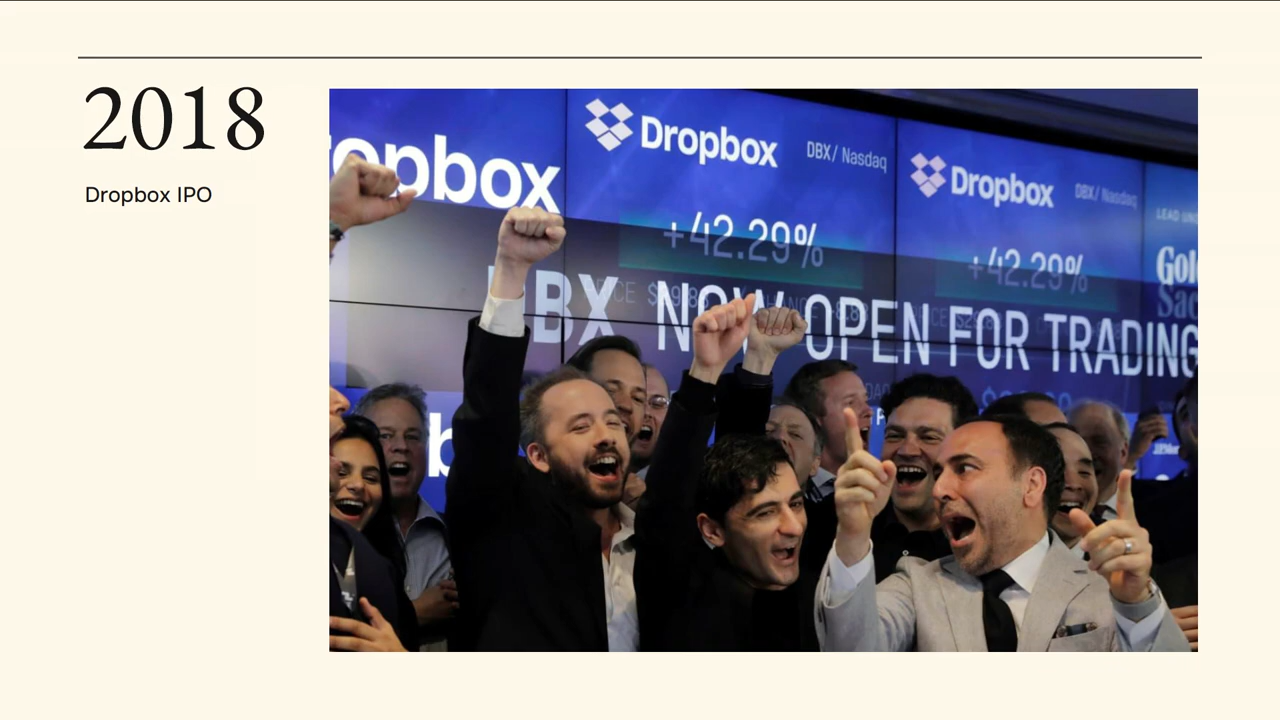 2018
Dropbox IPO
opbox
Dropbox DBX/ Nasdaq
Dropbox DBX/ Nasdaq
+42.29%
+42.29%
DBX NOW OPEN FOR TRADING